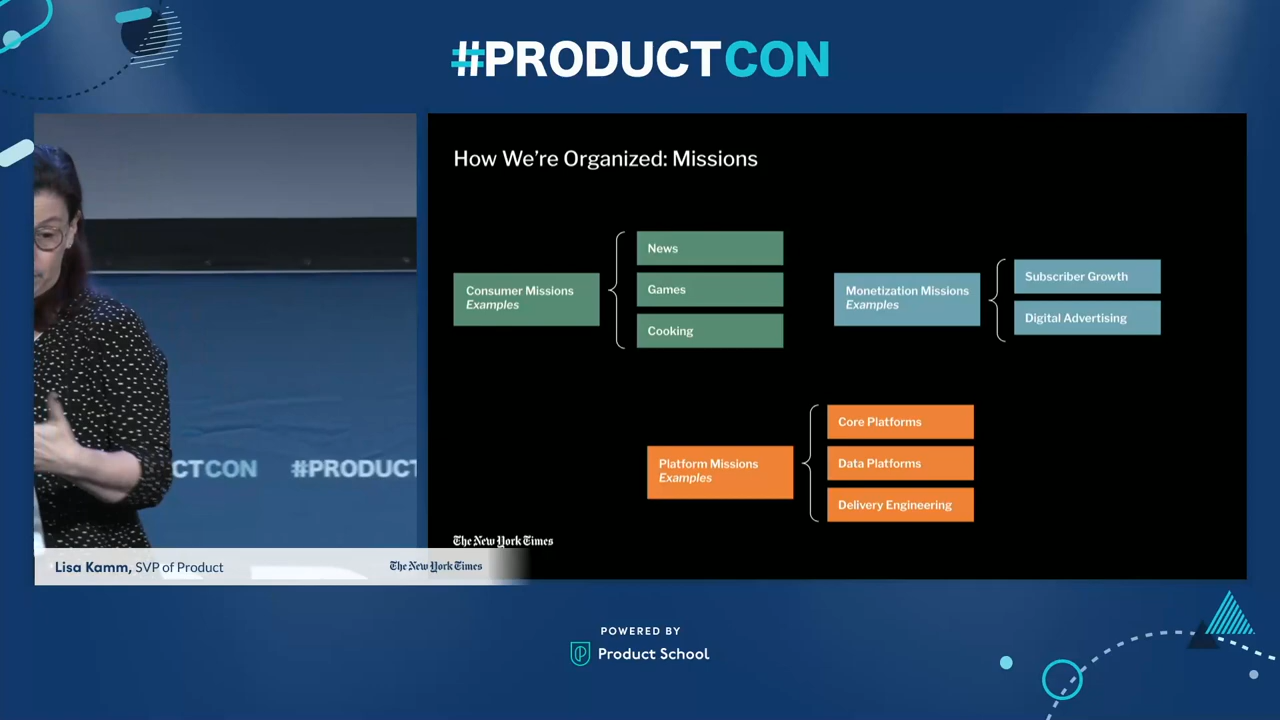 #PRODUCTCON
How We're Organized: Missions
News
Consumer Missions
Examples
Games
Cooking
Monetization Missions
Examples
Subscriber Growth
Digital Advertising
Platform Missions
Examples
Core Platforms
Data Platforms
Delivery Engineering
The New York Times
CTCON #PRODUCT
Lisa Kamm, SVP of Product
The New York Times
POWERED BY
Product School